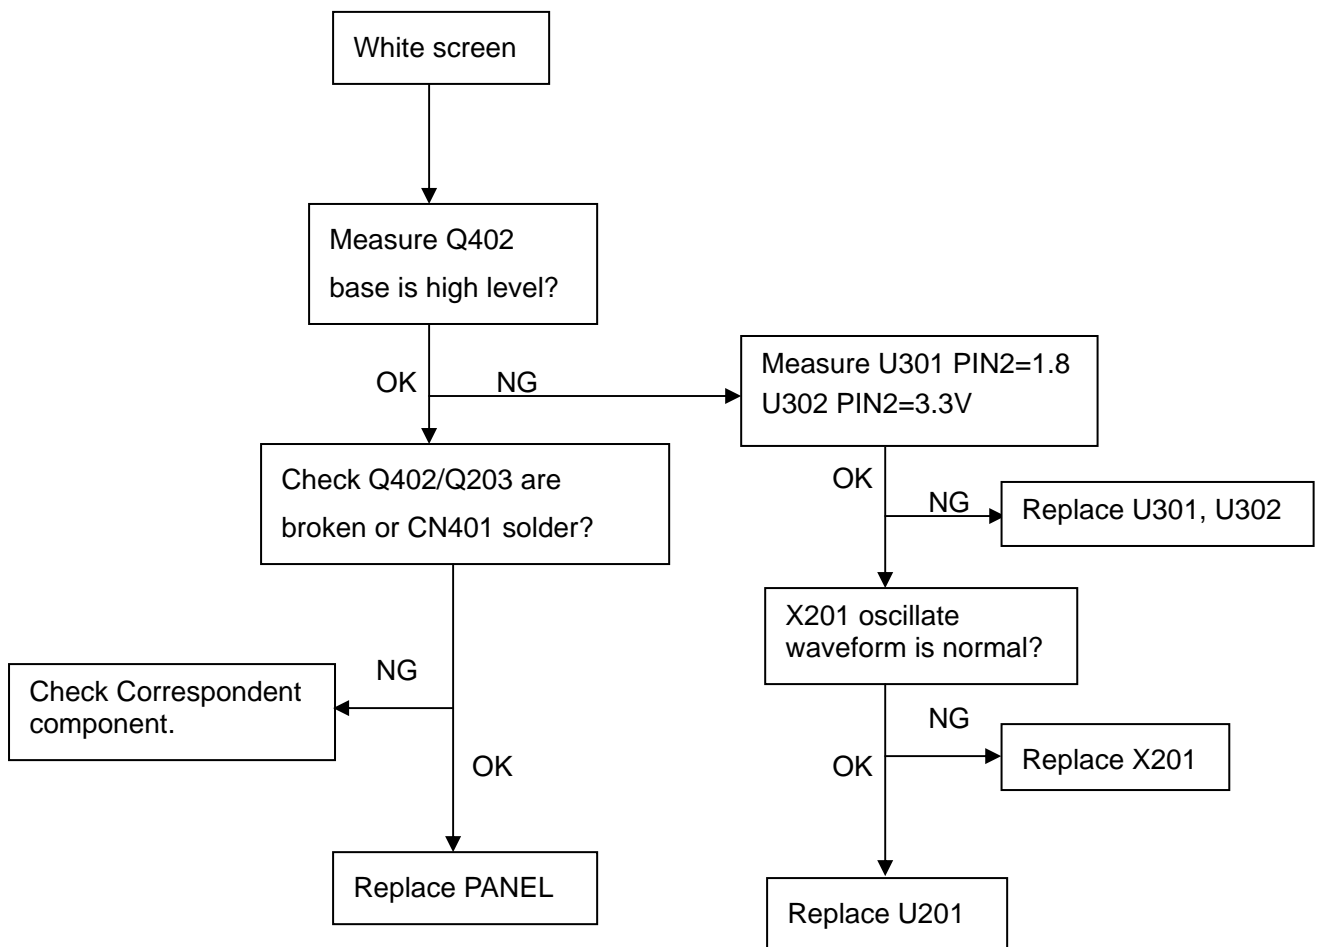 White screen
Measure Q402
base is high level?
OK
NG
Measure U301 PIN2=1.8
U302 PIN2=3.3V
Check Q402/Q203 are
broken or CN401 solder?
OK
NG
Replace U301, U302
X201 oscillate
waveform is normal?
NG
Check Correspondent
component.
OK
NG
Replace X201
OK
Replace PANEL
Replace U201